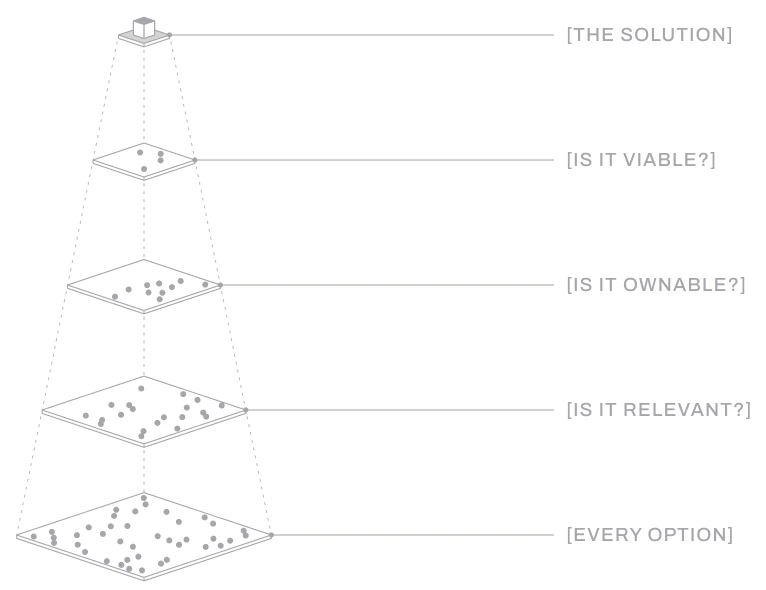 [THE SOLUTION]
[IS IT VIABLE?]
[IS IT OWNABLE?]
[IS IT RELEVANT?]
[EVERY OPTION]